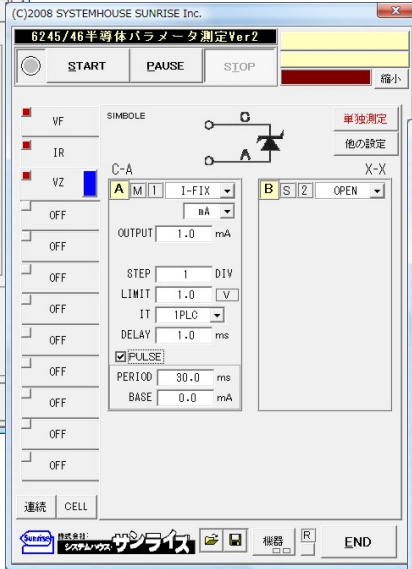 (C)2008 SYSTEMHOUSE SUNRISE Inc.
6245/46半導体パラメータ測定Ver2
START PAUSE STOP
縮小
VF
IR
VZ
OFF
OFF
OFF
OFF
OFF
OFF
OFF
OFF
OFF
連続 CELL
SIMBOLE
C
A
単独測定
他の設定
C-A
X-X
A M 1 I-FIX
mA
OUTPUT 1.0 mA
STEP 1 DIV
LIMIT 1.0 V
IT 1PLC
DELAY 1.0 ms
PULSE
PERIOD 30.0 ms
BASE 0.0 mA
B S 2 OPEN
Sunrise
株式会社
システムハウス サンライズ
機器
R
END